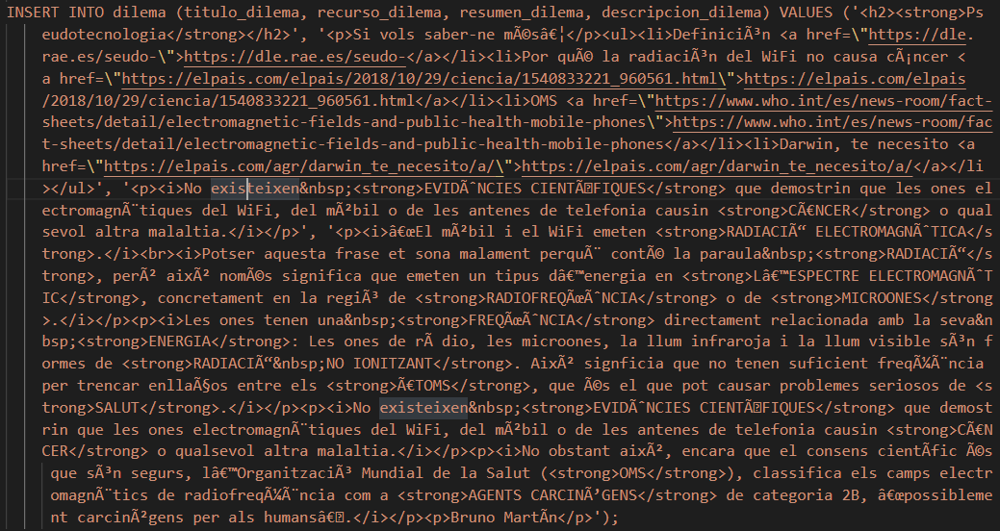 INSERT INTO dilema (titulo_dilema, recurso_dilema, resumen_dilema, descripcion_dilema) VALUES ('<h2><strong>Ps
eudotecnologia</strong></h2>', '<p>Si vols saber-ne mÃ©sâ€¦</p><ul><li>DefiniciÃ³n <a href=\"https://dle.
rae.es/seudo-\">https://dle.rae.es/seudo-</a></li><li>Por quÃ© la radiaciÃ³n del WiFi no causa cÃ¡ncer <
a href=\"https://elpais.com/elpais/2018/10/29/ciencia/1540833221_960561.html\">https://elpais.com/elpais
/2018/10/29/ciencia/1540833221_960561.html</a></li><li>OMS <a href=\"https://www.who.int/es/news-room/fact-
sheets/detail/electromagnetic-fields-and-public-health-mobile-phones\">https://www.who.int/es/news-room/fac
t-sheets/detail/electromagnetic-fields-and-public-health-mobile-phones</a></li><li>Darwin, te necesito <a
href=\"https://elpais.com/agr/darwin_te_necesito/a/\">https://elpais.com/agr/darwin_te_necesito/a/</a></li
></ul>', '<p><i>No existeixen&nbsp;<strong>EVIDÃˆNCIES CIENTÃFIQUES</strong> que demostrin que les ones el
ectromagnÃ¨tiques del WiFi, del mÃ²bil o de les antenes de telefonia causin <strong>CÃ€NCER</strong> o qual
sevol altra malaltia.</i></p>', '<p><i>â€œEl mÃ²bil i el WiFi emeten <strong>RADIACIÃ“ ELECTROMAGNÃˆTICA</s
trong>.</i><br><i>Potser aquesta frase et sona malament perquÃ¨ contÃ© la paraula&nbsp;<strong>RADIACIÃ“</s
trong>, perÃ² aixÃ² nomÃ©s significa que emeten un tipus dâ€™energia en <strong>Lâ€™ESPECTRE ELECTROMAGNÃˆT
IC</strong>, concretament en la regiÃ³ de <strong>RADIOFREQÃœÃˆNCIA</strong> o de <strong>MICROONES</strong
>.</i></p><p><i>Les ones tenen una&nbsp;<strong>FREQÃœÃˆNCIA</strong> directament relacionada amb la seva&n
bsp;<strong>ENERGIA</strong>: Les ones de rÃ dio, les microones, la llum infraroja i la llum visible sÃ³n f
ormes de <strong>RADIACIÃ“&nbsp;NO IONITZANT</strong>. AixÃ² signficia que no tenen suficient freqÃ¼Ã¨ncia
per trencar enllaÃ§os entre els <strong>Ã€TOMS</strong>, que Ã©s el que pot causar problemes seriosos de <s
trong>SALUT</strong>.</i></p><p><i>No existeixen&nbsp;<strong>EVIDÃˆNCIES CIENTÃFIQUES</strong> que demost
rin que les ones electromagnÃ¨tiques del WiFi, del mÃ²bil o de les antenes de telefonia causin <strong>CÃ€N
CER</strong> o qualsevol altra malaltia.</i></p><p><i>No obstant aixÃ², encara que el consens cientÃ­fic Ã©s
que sÃ³n segurs, lâ€™OrganitzaciÃ³ Mundial de la Salut (<strong>OMS</strong>), classifica els camps electr
omagnÃ¨tics de radiofreqÃ¼Ã¨ncia com a <strong>AGENTS CARCINÃ’GENS</strong> de categoria 2B, â€œpossibleme
nt carcinÃ²gens per als humansâ€.</i></p><p>Bruno MartÃ­n</p>');